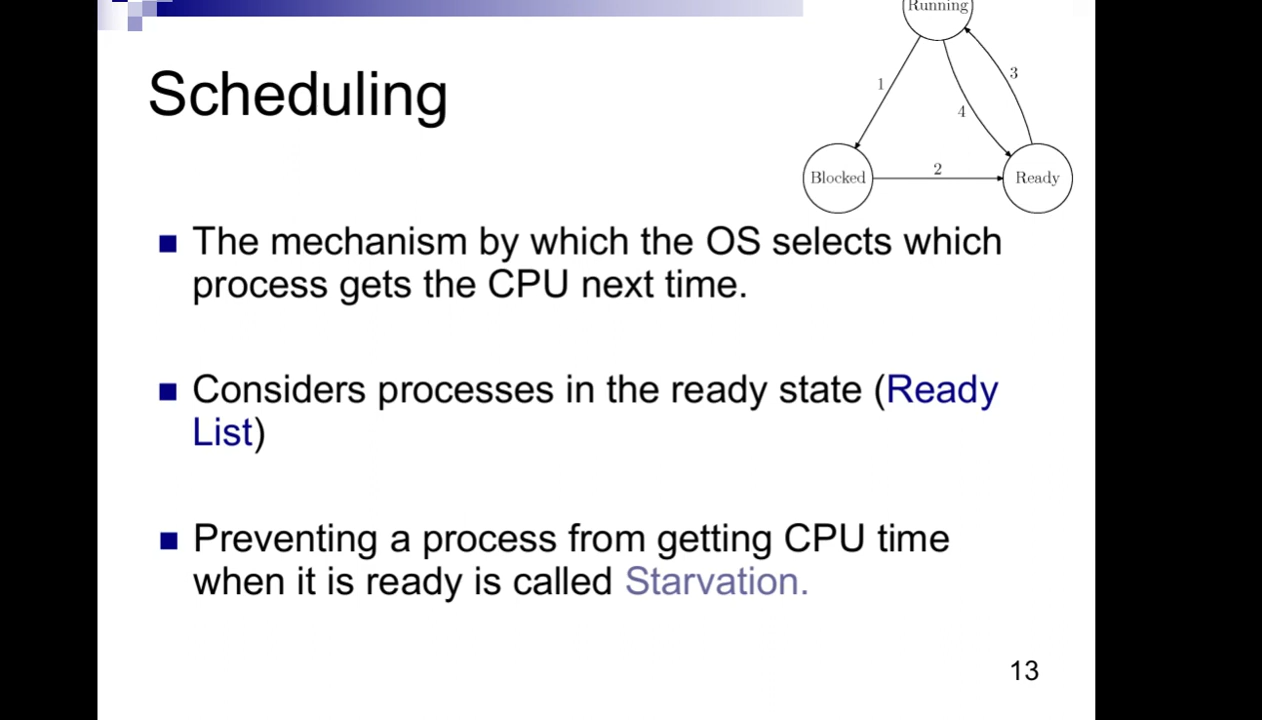 Running
Scheduling
1
3
4
Blocked
2
Ready
The mechanism by which the OS selects which
process gets the CPU next time.
Considers processes in the ready state (Ready
List)
Preventing a process from getting CPU time
when it is ready is called Starvation.
13